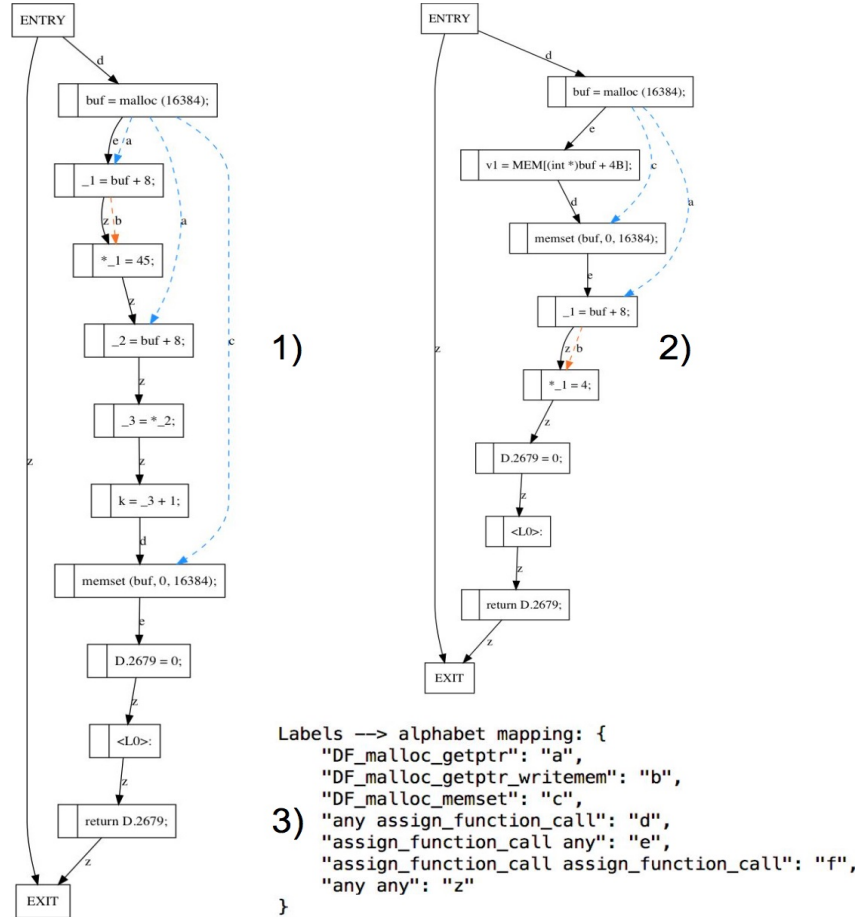 ENTRY
d
buf = malloc (16384);
e a
_1 = buf + 8;
z b
a
*_1 = 45;
z
_2 = buf + 8;
c
1)
z
_3 = *_2;
z
z
k = _3 + 1;
d
memset (buf, 0, 16384);
e
D.2679 = 0;
z
<L0>:
z
return D.2679;
z
EXIT
ENTRY
d
buf = malloc (16384);
e
c
v1 = MEM[(int *)buf + 4B];
a
d
memset (buf, 0, 16384);
e
_1 = buf + 8;
z
z b
2)
*_1 = 4;
z
D.2679 = 0;
z
<L0>:
z
return D.2679;
z
EXIT
Labels --> alphabet mapping: {
"DF_malloc_getptr": "a",
"DF_malloc_getptr_writemem": "b",
"DF_malloc_memset": "c",
3) "any assign_function_call": "d",
"assign_function_call any": "e",
"assign_function_call assign_function_call": "f",
"any any": "z"
}